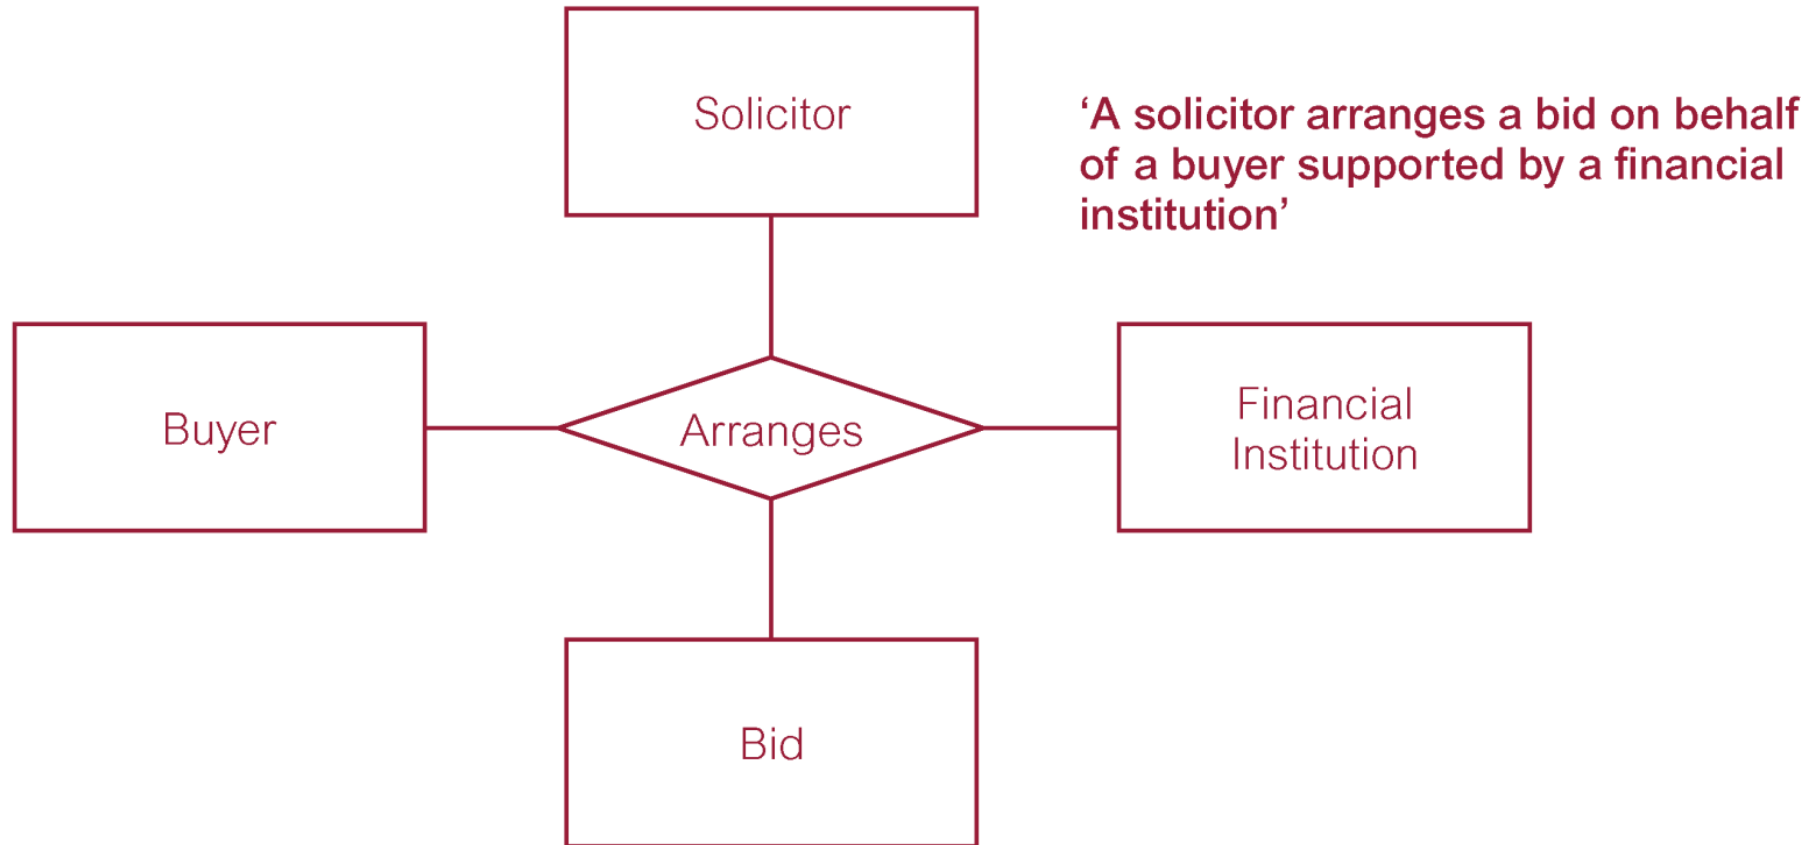 Solicitor
‘A solicitor arranges a bid on behalf
of a buyer supported by a financial
institution’
Buyer
Arranges
Financial
Institution
Bid